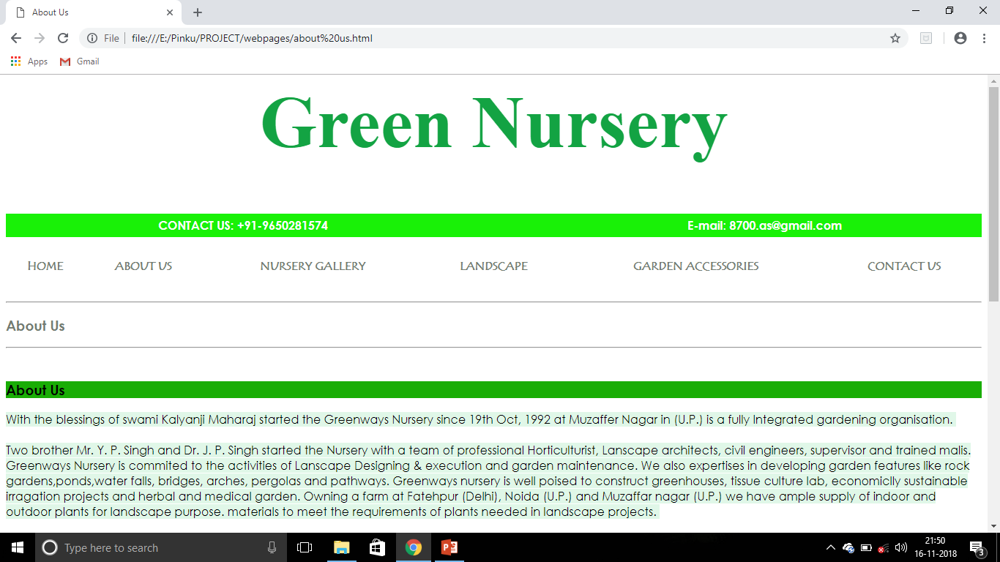 About Us
File file:///E:/Pinku/PROJECT/webpages/about%20us.html
Apps Gmail
Green Nursery
CONTACT US: +91-9650281574 E-mail: 8700.as@gmail.com
HOME ABOUT US NURSERY GALLERY LANDSCAPE GARDEN ACCESSORIES CONTACT US
About Us
About Us
With the blessings of swami Kalyanji Maharaj started the Greenways Nursery since 19th Oct, 1992 at Muzaffer Nagar in (U.P.) is a fully Integrated gardening organisation.
Two brother Mr. Y. P. Singh and Dr. J. P. Singh started the Nursery with a team of professional Horticulturist, Lanscape architects, civil engineers, supervisor and trained malis.
Greenways Nursery is commited to the activities of Lanscape Designing & execution and garden maintenance. We also expertises in developing garden features like rock
gardens,ponds,water falls, bridges, arches, pergolas and pathways. Greenways nursery is well poised to construct greenhouses, tissue culture lab, economiclly sustainable
irragation projects and herbal and medical garden. Owning a farm at Fatehpur (Delhi), Noida (U.P.) and Muzaffar nagar (U.P.) we have ample supply of indoor and
outdoor plants for landscape purpose. materials to meet the requirements of plants needed in landscape projects.
Type here to search
21:50
16-11-2018
3